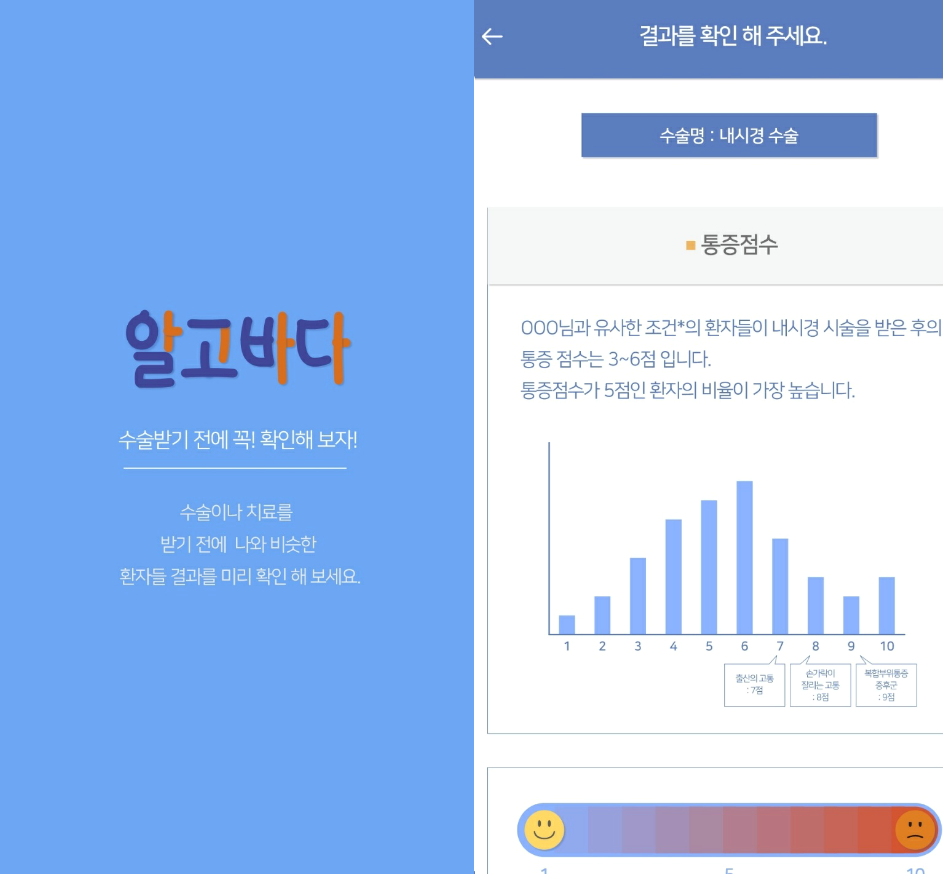 알고바다
수술받기 전에 꼭! 확인해 보자!
수술이나 치료를
받기 전에 나와 비슷한
환자들 결과를 미리 확인 해 보세요.
결과를 확인 해 주세요.
수술명 : 내시경 수술
통증점수
OOO님과 유사한 조건*의 환자들이 내시경 시술을 받은 후의
통증 점수는 3~6점 입니다.
통증점수가 5점인 환자의 비율이 가장 높습니다.
1 2 3 4 5 6 7 8 9 10
출산의 고통
: 7점
손가락이
잘리는 고통
: 8점
복합부위통증
증후군
: 9점
1 5 10